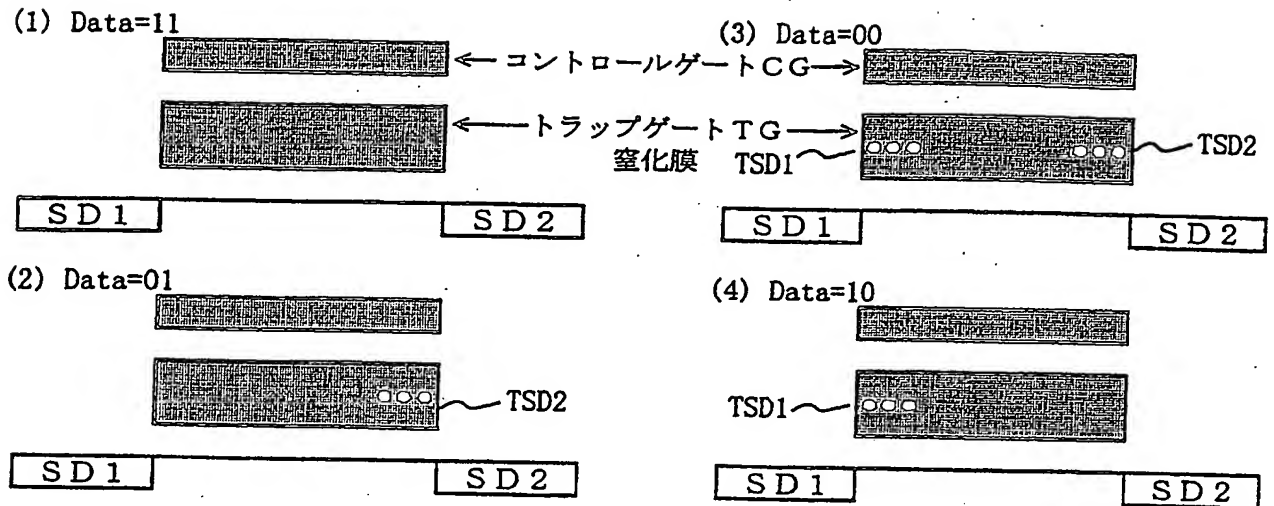 (1) Data=11
(3) Data=00
コントロールゲートCG
トラップゲートTG
窒化膜
TSD1
TSD2
SD1
SD2
SD1
SD2
(2) Data=01
(4) Data=10
TSD2
TSD1
SD1
SD2
SD1
SD2